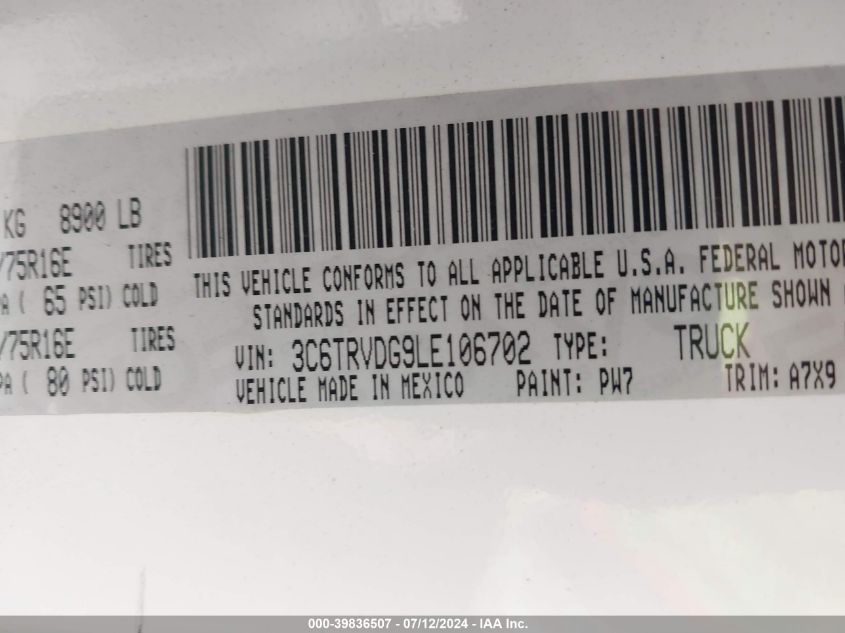 KG 8900 LB
/75R16E TIRES
PA ( 65 PSI) COLD
/75R16E TIRES
PA ( 80 PSI) COLD
THIS VEHICLE CONFORMS TO ALL APPLICABLE U.S.A. FEDERAL MOTOR
STANDARDS IN EFFECT ON THE DATE OF MANUFACTURE SHOWN
VIN: 3C6TRVDG9LE106702 TYPE: TRUCK
VEHICLE MADE IN MEXICO PAINT: PW7 TRIM: A7X9
000-39836507 - 07/12/2024 - IAA Inc.